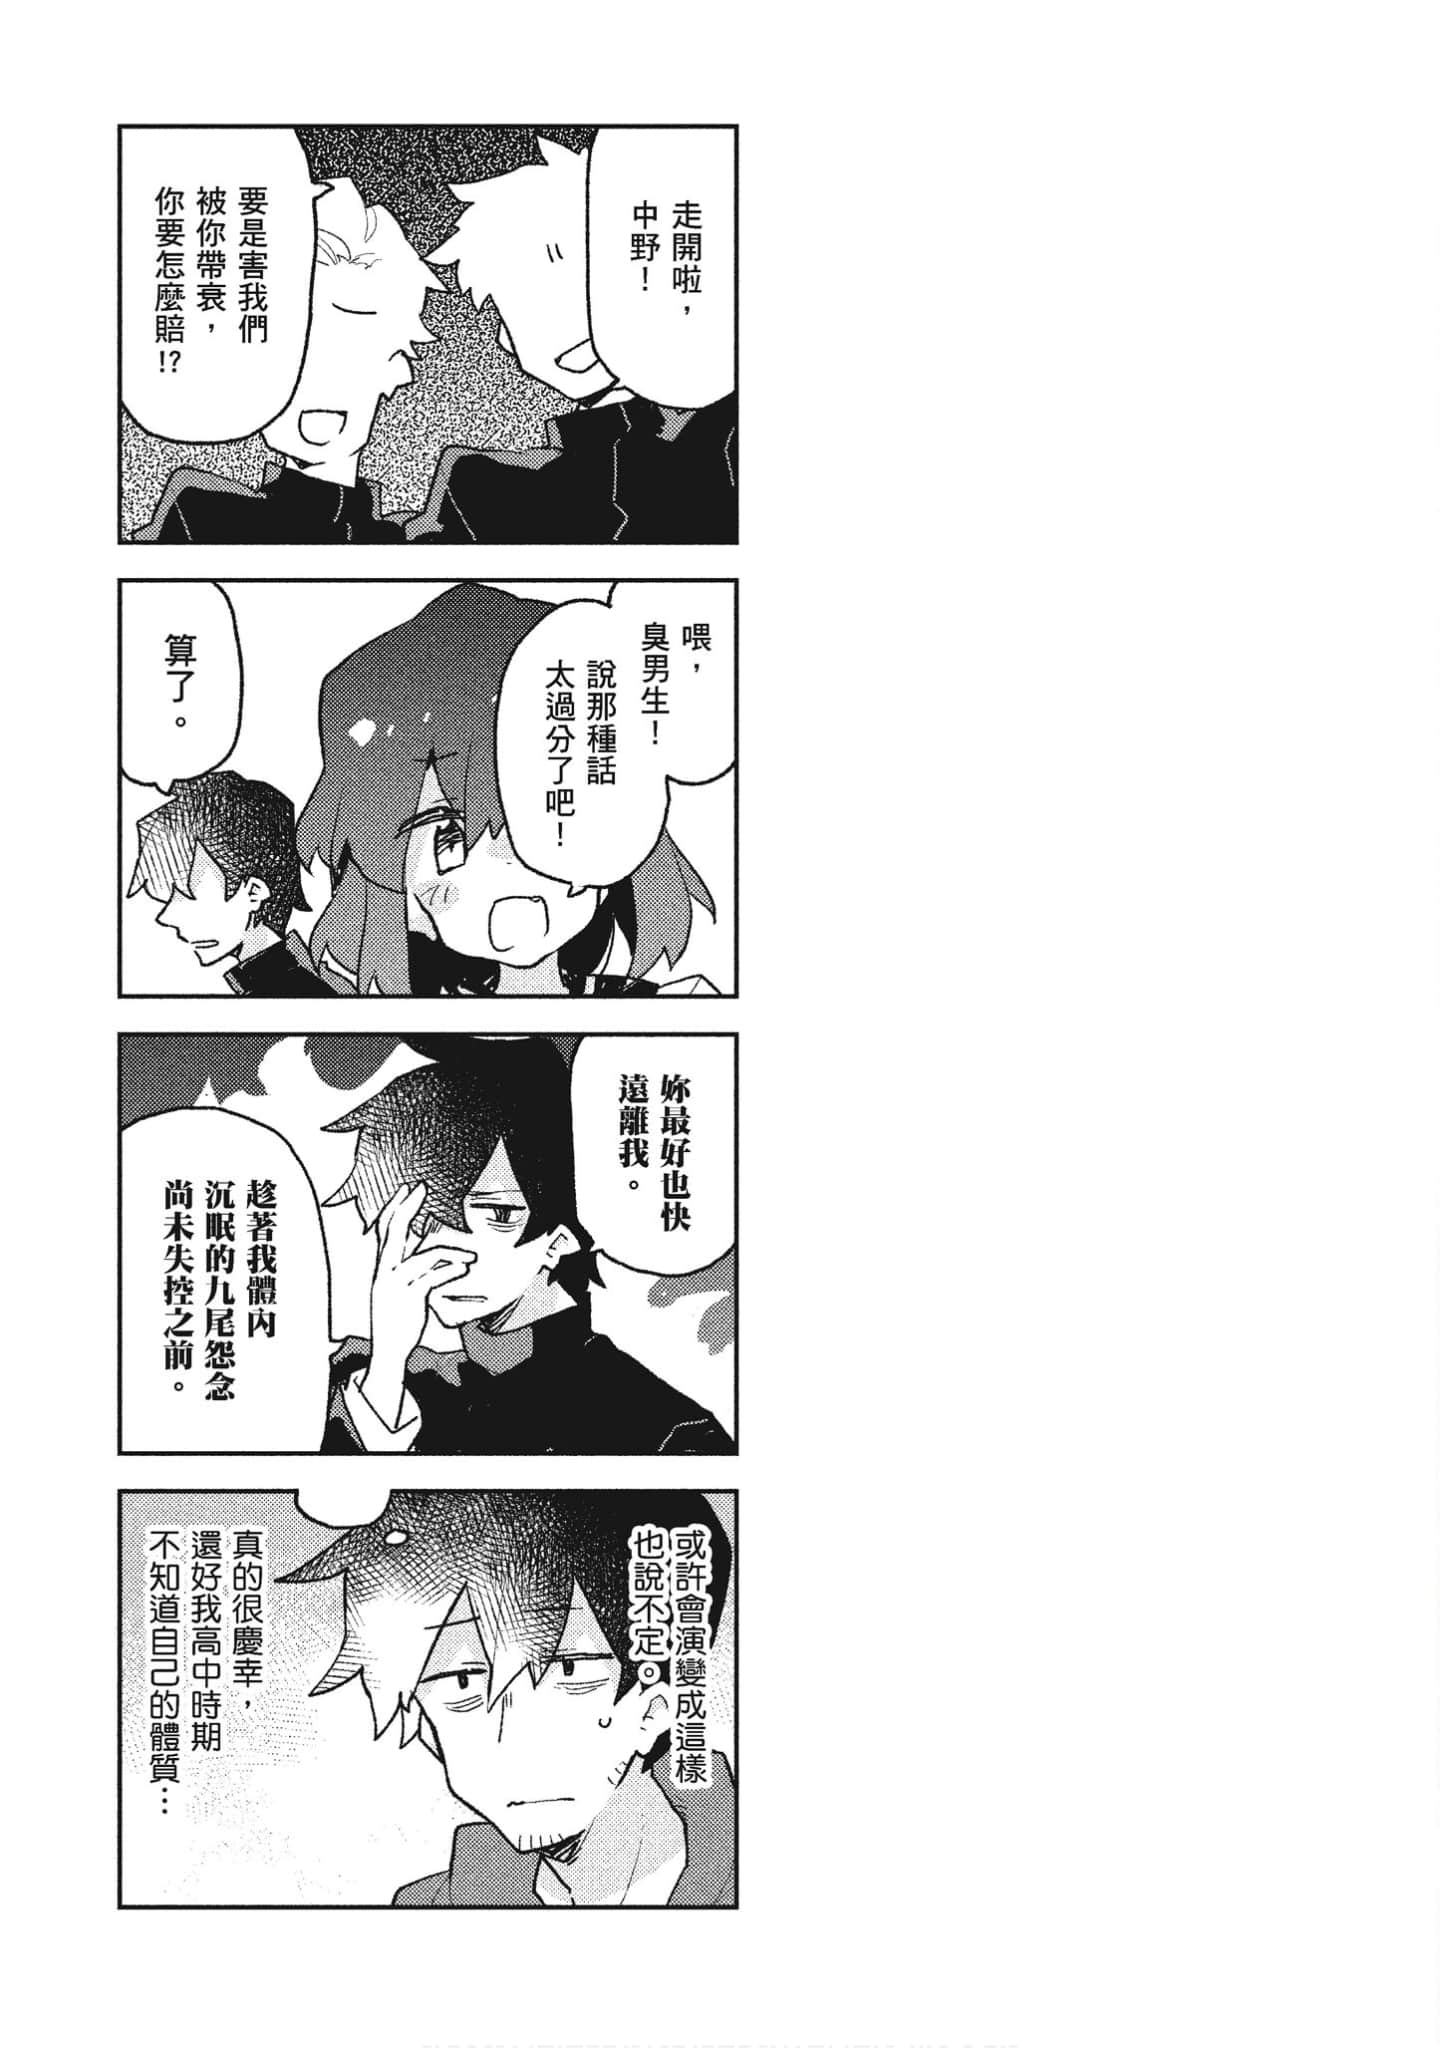 走開啦，
中野！
要是害我們
被你帶衰，
你要怎麼賠!?
喂，
臭男生！
說那種話
太過分了吧！
算了。
妳最好也快
遠離我。
趁著我體內
沉眠的九尾怨念
尚未失控之前。
或許會演變成這樣
也說不定。
真的很慶幸，
還好我高中時期
不知道自己的體質…